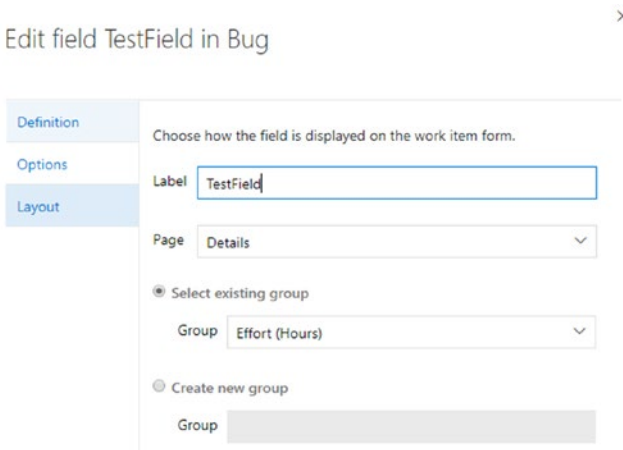 Edit field TestField in Bug
Definition
Options
Layout
Choose how the field is displayed on the work item form.
Label TestField
Page Details
Select existing group
Group Effort (Hours)
Create new group
Group